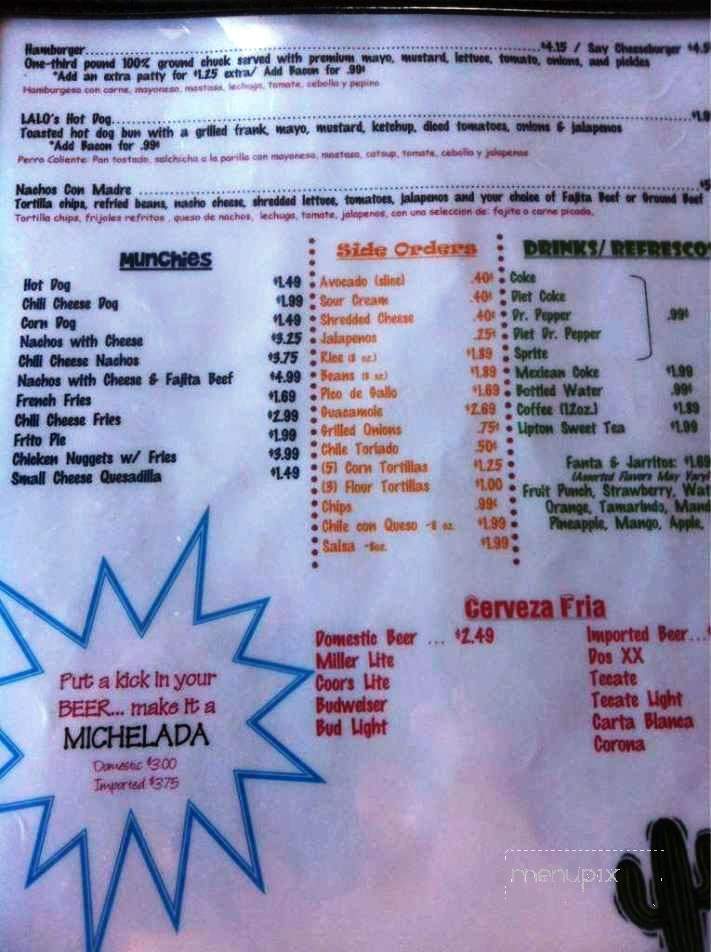 Hamburger.......................................$4.15 / Say Cheeseburger
One-third pound 100% ground chuck served with premium mayo, mustard, lettuce, tomato, onions, and pickles
*Add an extra patty for $1.25 extra/ Add Bacon for .99¢
Hamburgesa con carne, mayonesa, mostasa, lechuga, tomate, cebolla y pepino
LALO's Hot Dog.......................................
Toasted hot dog bun with a grilled frank, mayo, mustard, ketchup, diced tomatoes, onions & jalapenos
*Add Bacon for .99¢
Perro Caliente: Pan tostado, salchicha a la parilla con mayonesa, mostasa, catsup, tomate, cebolla y jalapenos
Nachos Con Madre .......................................
Tortilla chips, refried beans, nacho cheese, shredded lettuce, tomatoes, jalapenos and your choice of Fajita Beef or Ground Beef
Tortilla chips, frijoles refritos , queso de nachos, lechuga, tomate, jalapenos, con una seleccion de: fajita o carne picada.
Munchies
Hot Dog $1.49
Chili Cheese Dog $1.99
Corn Dog $1.49
Nachos with Cheese $3.25
Chili Cheese Nachos $3.75
Nachos with Cheese & Fajita Beef $4.99
French Fries $1.69
Chili Cheese Fries $2.99
Frito Pie $1.99
Chicken Nuggets w/ Fries $3.99
Small Cheese Quesadilla $1.49
Side Orders
Avocado (slice) .40¢
Sour Cream .40¢
Shredded Cheese .40¢
Jalapenos .25¢
Rice (8 oz.) $1.89
Beans (8 oz) $1.89
Pico de Gallo $1.69
Guacamole $2.69
Grilled Onions .75¢
Chile Toriado .50¢
(5) Corn Tortillas $1.25
(3) Flour Tortillas $1.00
Chips .99¢
Chile con Queso -8 oz. $1.99
Salsa -8oz. $1.99
DRINKS/ REFRESCO
Coke
Diet Coke
Dr. Pepper .99¢
Diet Dr. Pepper
Sprite
Mexican Coke $1.99
Bottled Water .99¢
Coffee (12oz.) $1.89
Lipton Sweet Tea $1.99
Fanta & Jarritos:
(Assorted Flavors May Vary)
Fruit Punch, Strawberry,
Orange, Tamarindo,
Pineapple, Mango, Apple,
Cerveza Fria
Domestic Beer ... $2.49
Miller Lite
Coors Lite
Budweiser
Bud Light
Imported Beer...
Dos XX
Tecate
Tecate Light
Carta Blanca
Corona
Put a kick in your
BEER... make it a
MICHELADA
Domestic $3.00
Imported $3.75
menupix